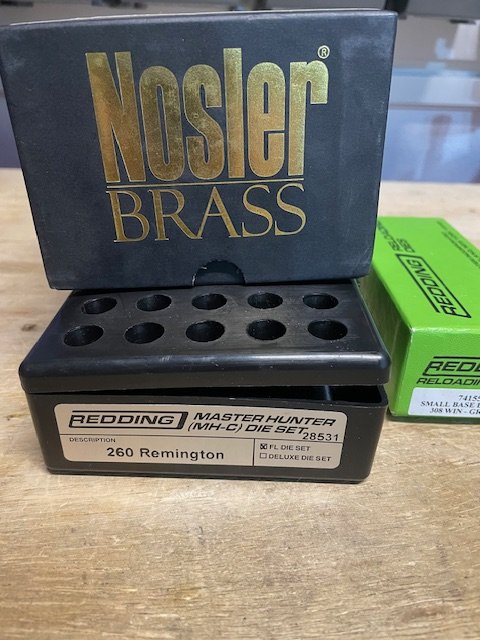 Nosler®
BRASS
REDDING
MASTER HUNTER
(MH-C) DIE SET
28531
DESCRIPTION
260 Remington
☒ FL DIE SET
☐ DELUXE DIE SET
REDDING
REDDING
RELOADING
74155
SMALL BASE
308 WIN